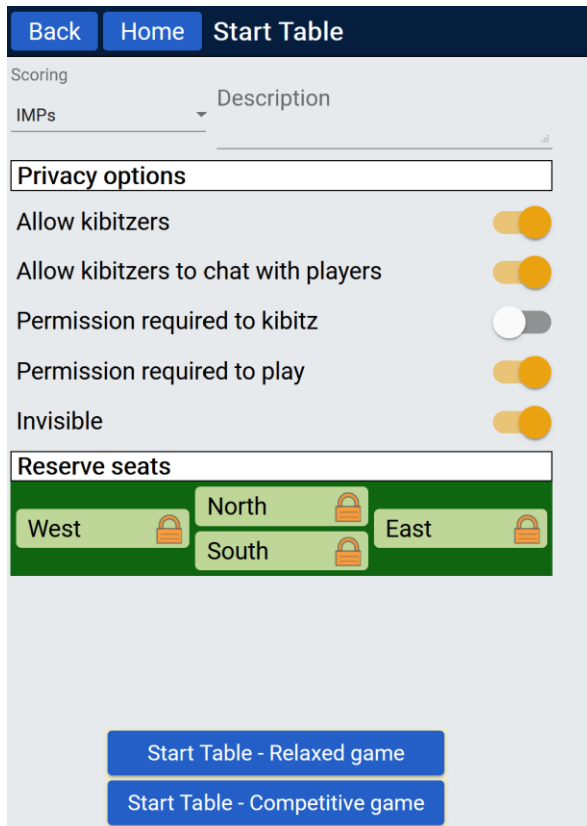 Back Home Start Table
Scoring
IMPs
Description
Privacy options
Allow kibitzers
Allow kibitzers to chat with players
Permission required to kibitz
Permission required to play
Invisible
Reserve seats
West
North
South
East
Start Table - Relaxed game
Start Table - Competitive game